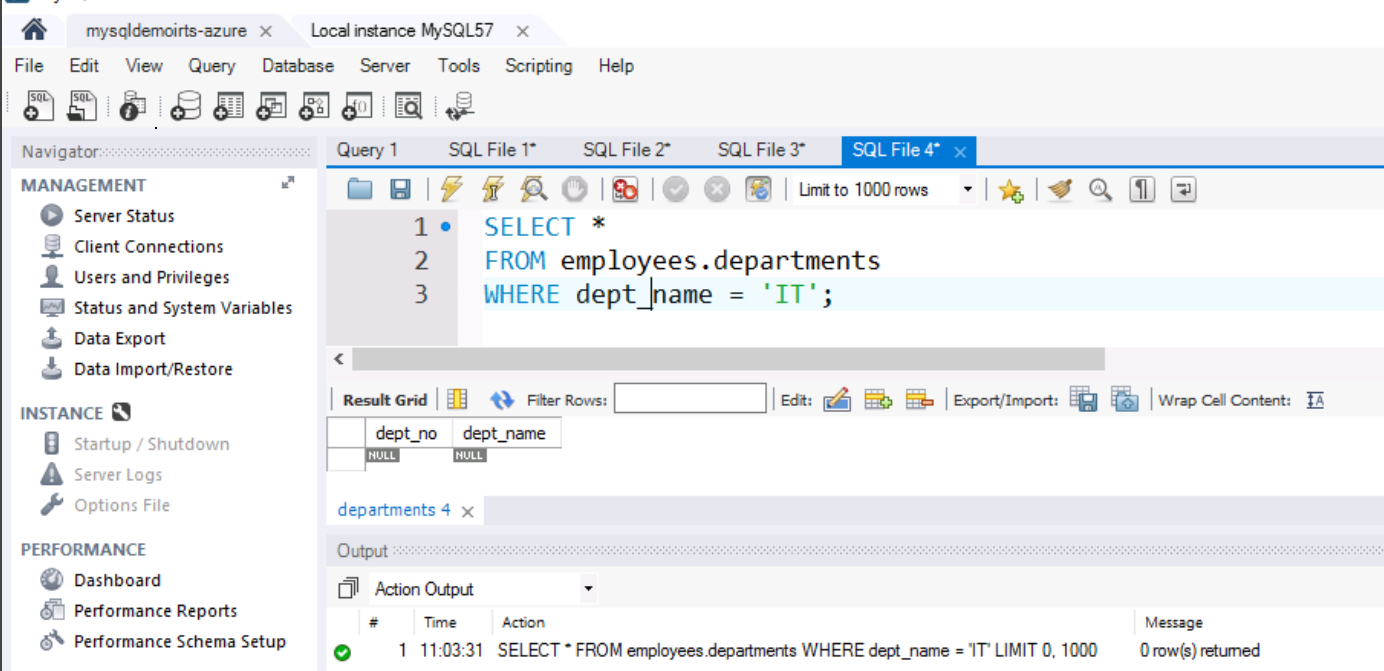 mysqldemoirts-azure
Local instance MySQL57
File Edit View Query Database Server Tools Scripting Help
Navigator
MANAGEMENT
Server Status
Client Connections
Users and Privileges
Status and System Variables
Data Export
Data Import/Restore
INSTANCE
Startup / Shutdown
Server Logs
Options File
PERFORMANCE
Dashboard
Performance Reports
Performance Schema Setup
Query 1 SQL File 1* SQL File 2* SQL File 3* SQL File 4*
Limit to 1000 rows
1 SELECT *
2 FROM employees.departments
3 WHERE dept_name = 'IT';
Result Grid Filter Rows: Edit: Export/Import: Wrap Cell Content:
dept_no dept_name
NULL NULL
departments 4
Output
Action Output
# Time Action Message
1 11:03:31 SELECT * FROM employees.departments WHERE dept_name = 'IT' LIMIT 0, 1000 0 row(s) returned